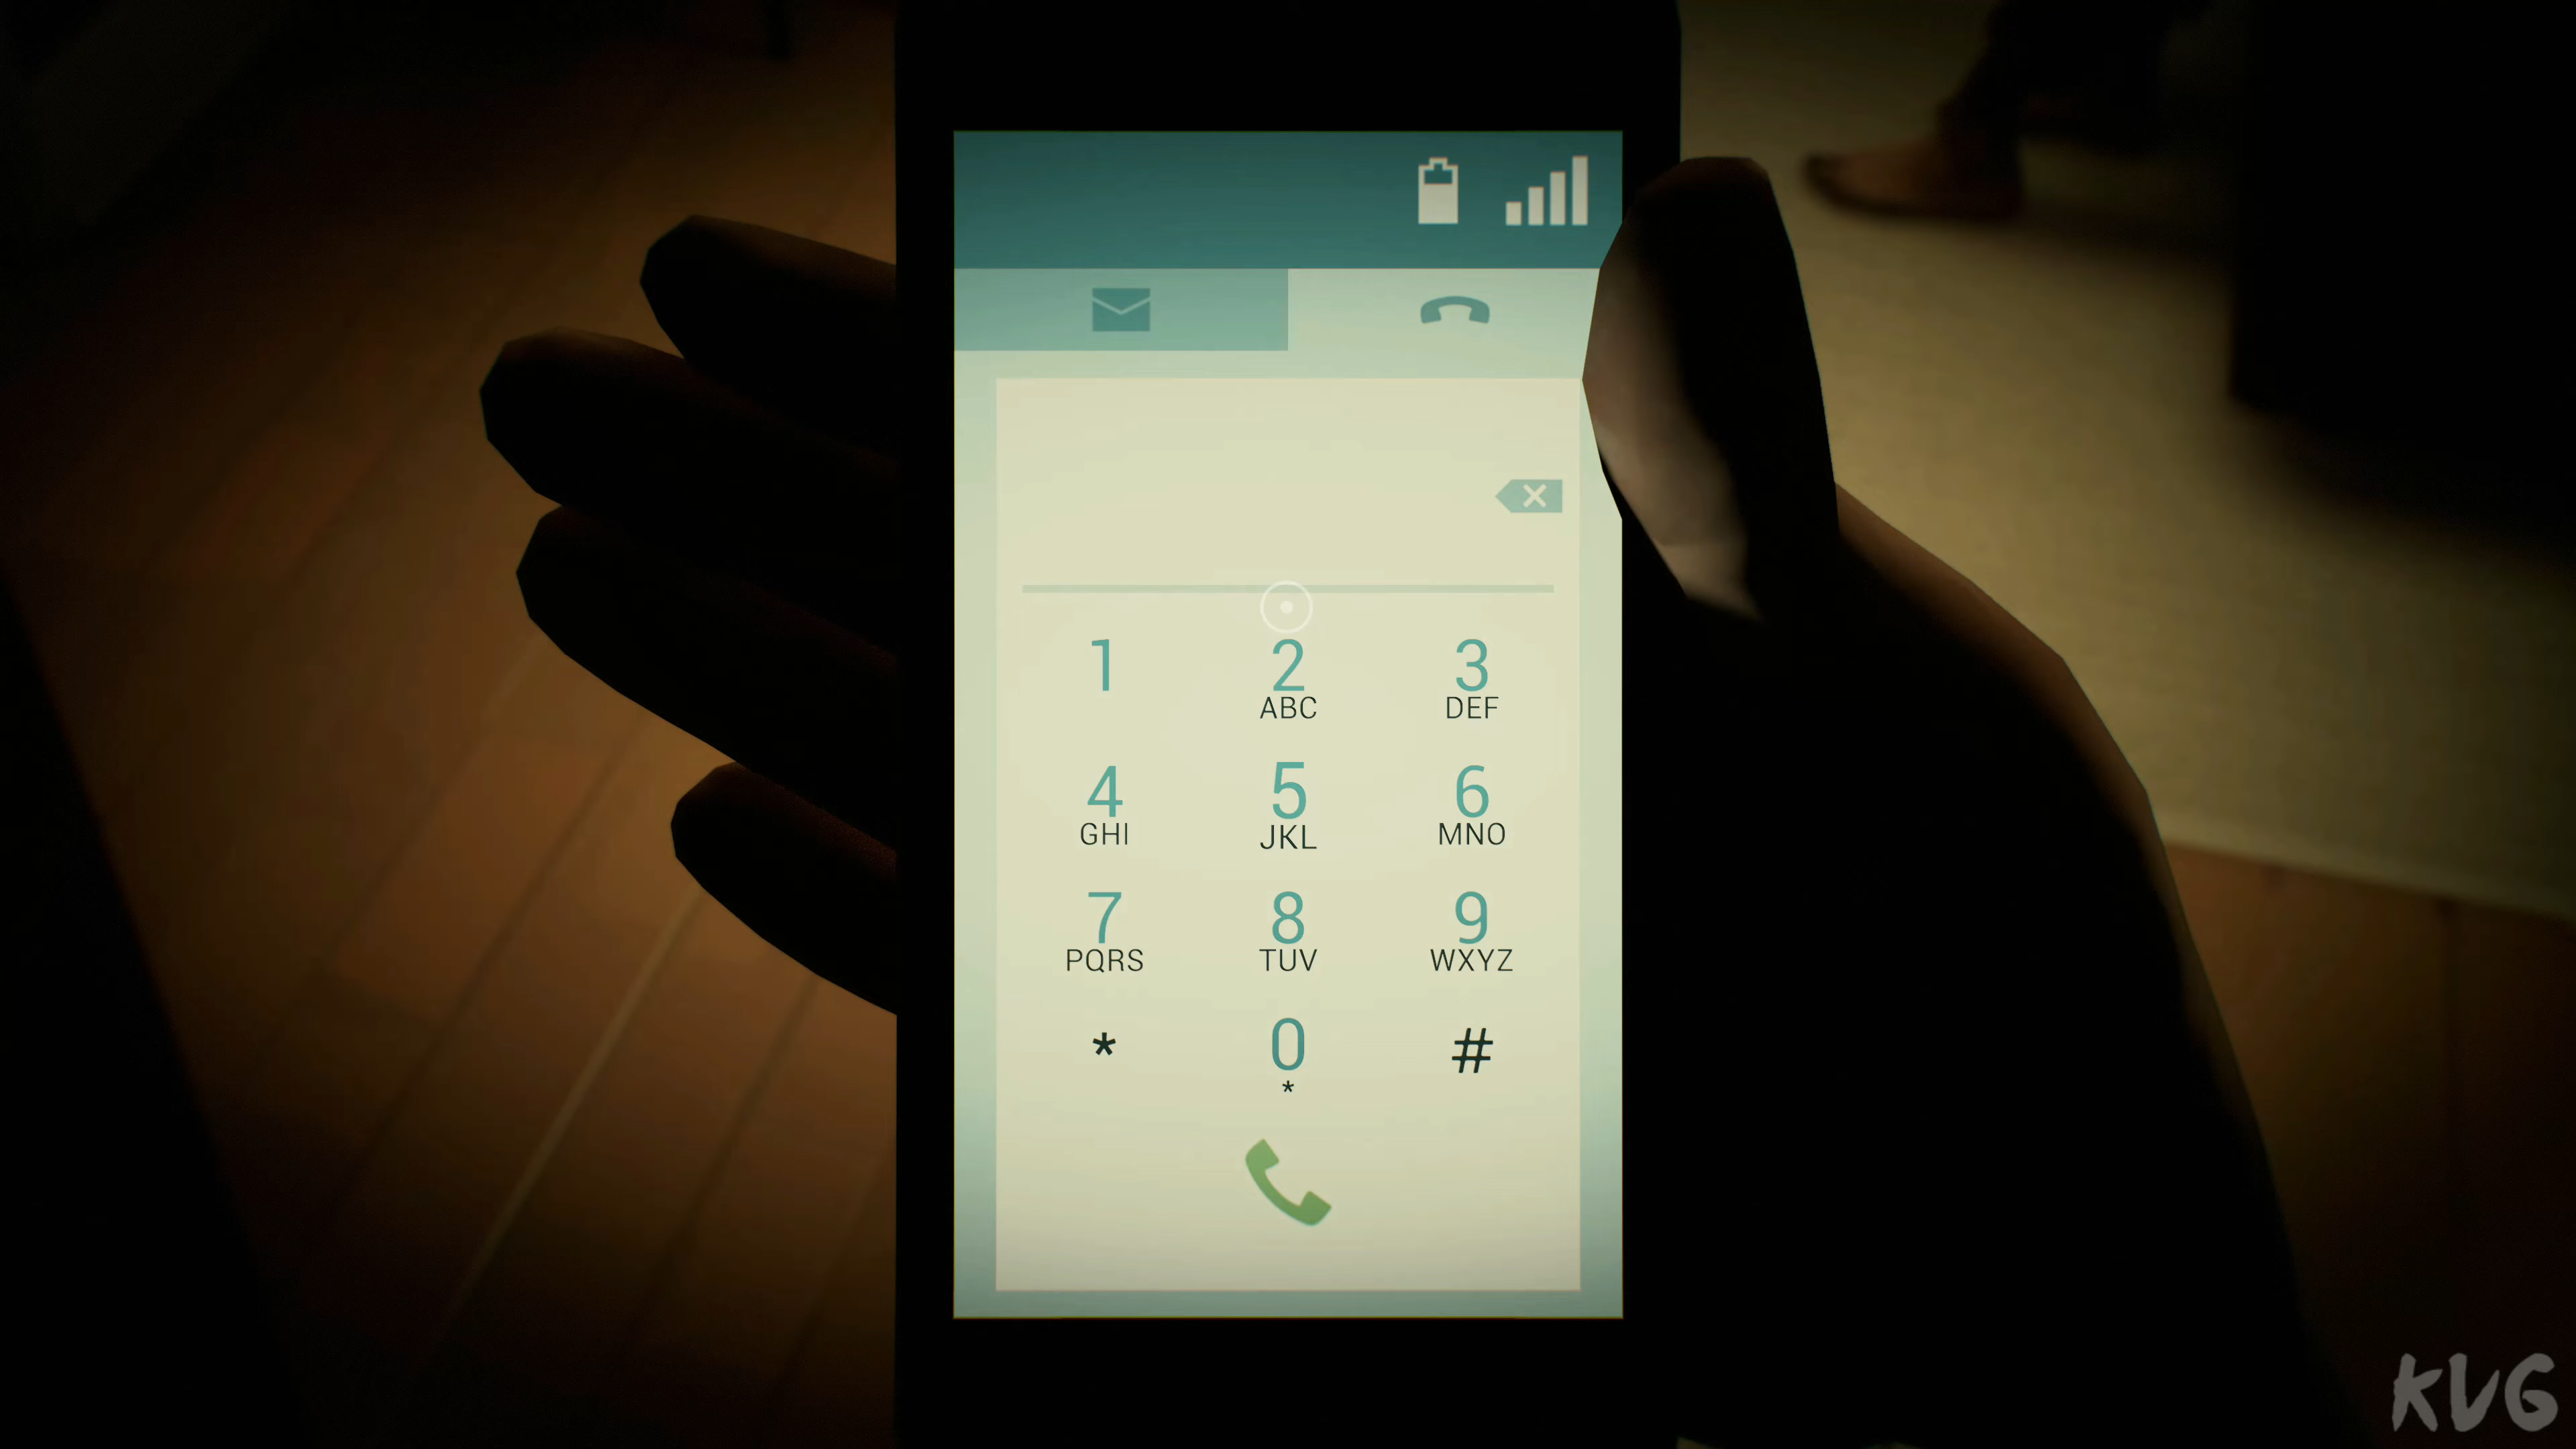 1 2 3
ABC DEF
4 5 6
GHI JKL MNO
7 8 9
PQRS TUV WXYZ
* 0 #
*
KVG